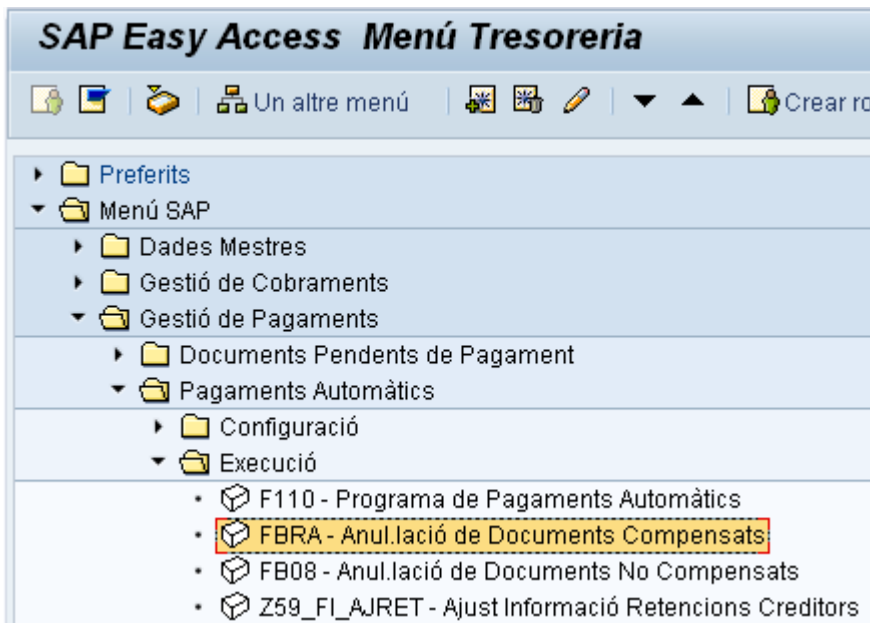 SAP Easy Access Menú Tresoreria
Un altre menú Crear ro
Preferits
Menú SAP
Dades Mestres
Gestió de Cobraments
Gestió de Pagaments
Documents Pendents de Pagament
Pagaments Automàtics
Configuració
Execució
F110 - Programa de Pagaments Automàtics
FBRA - Anul.lació de Documents Compensats
FB08 - Anul.lació de Documents No Compensats
Z59_FI_AJRET - Ajust Informació Retencions Creditors